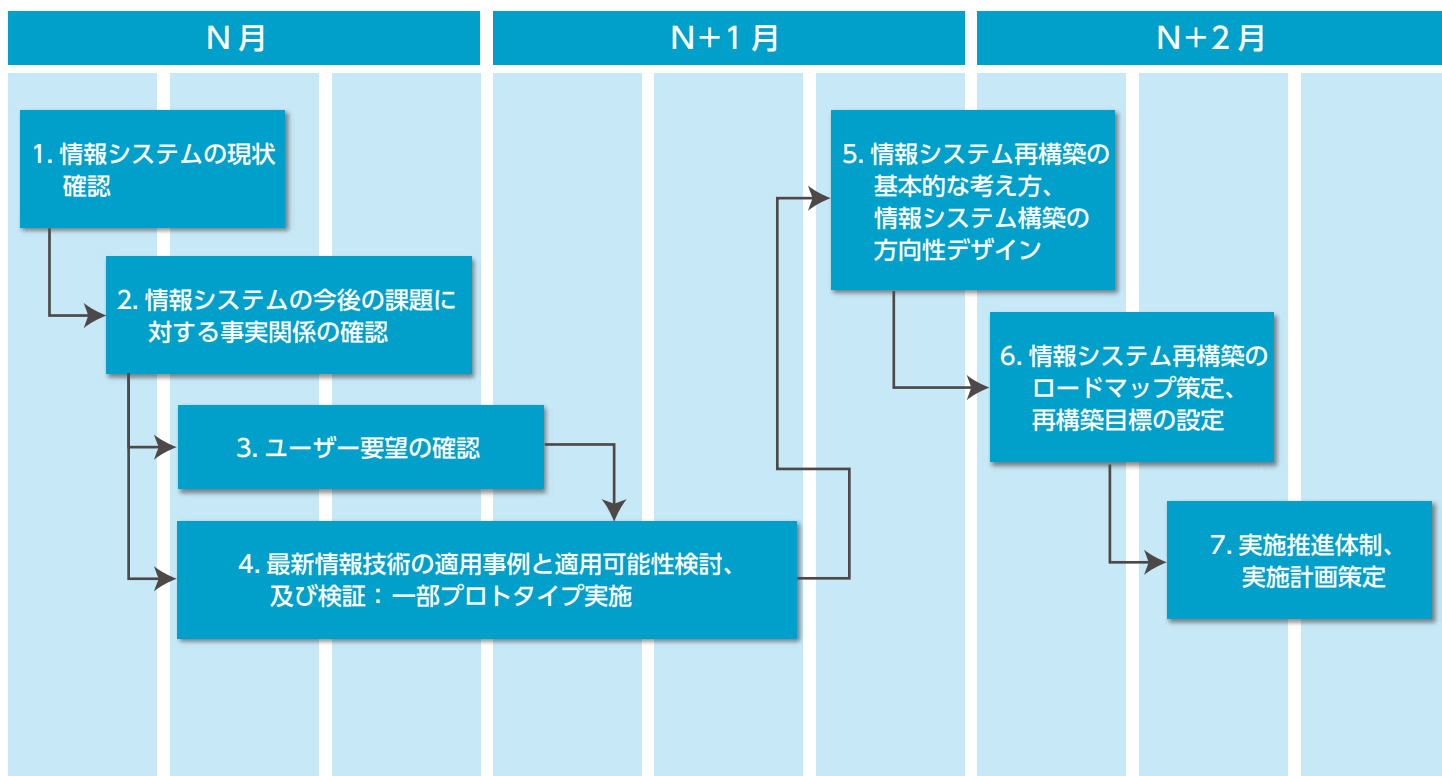 N月
N+1月
N+2月
1. 情報システムの現状
確認
2. 情報システムの今後の課題に
対する事実関係の確認
3. ユーザー要望の確認
4. 最新情報技術の適用事例と適用可能性検討、
及び検証：一部プロトタイプ実施
5. 情報システム再構築の
基本的な考え方、
情報システム構築の
方向性デザイン
6. 情報システム再構築の
ロードマップ策定、
再構築目標の設定
7. 実施推進体制、
実施計画策定